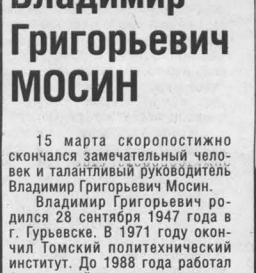 Владимир
Григорьевич
МОСИН
15 марта скоропостижно
скончался замечательный чело-
век и талантливый руководитель
Владимир Григорьевич Мосин.
Владимир Григорьевич ро-
дился 28 сентября 1947 года в
г. Гурьевске. В 1971 году окон-
чил Томский политехнический
институт. До 1988 года работал